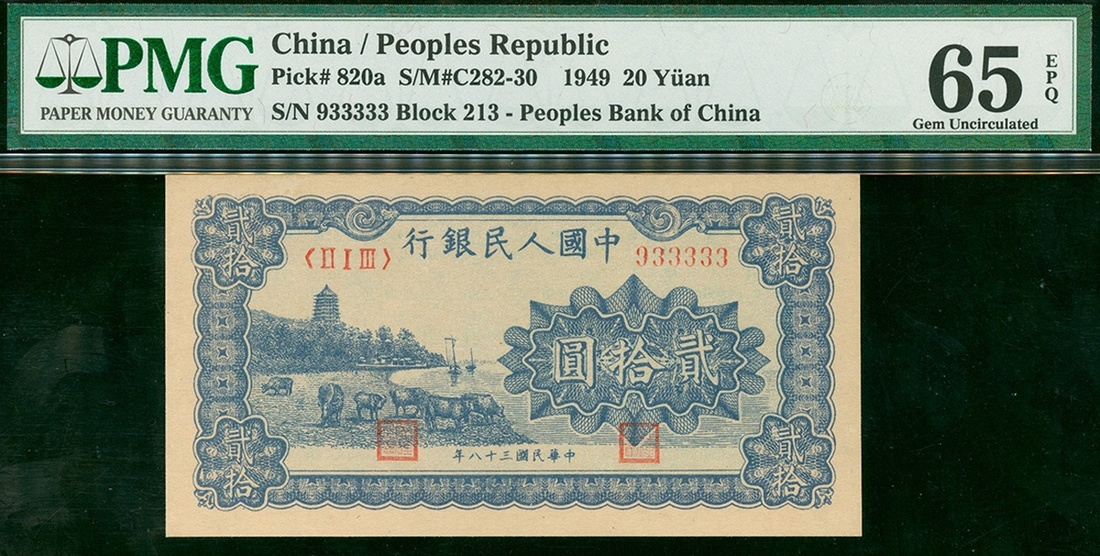 PMG
PAPER MONEY GUARANTY
China / Peoples Republic
Pick# 820a S/M#C282-30 1949 20 Yüan
S/N 933333 Block 213 - Peoples Bank of China
65 EPQ
Gem Uncirculated
行銀民人國中
〈II I III〉
933333
貳拾
貳拾
圓拾貳
貳拾
貳拾
年八十三國民華中